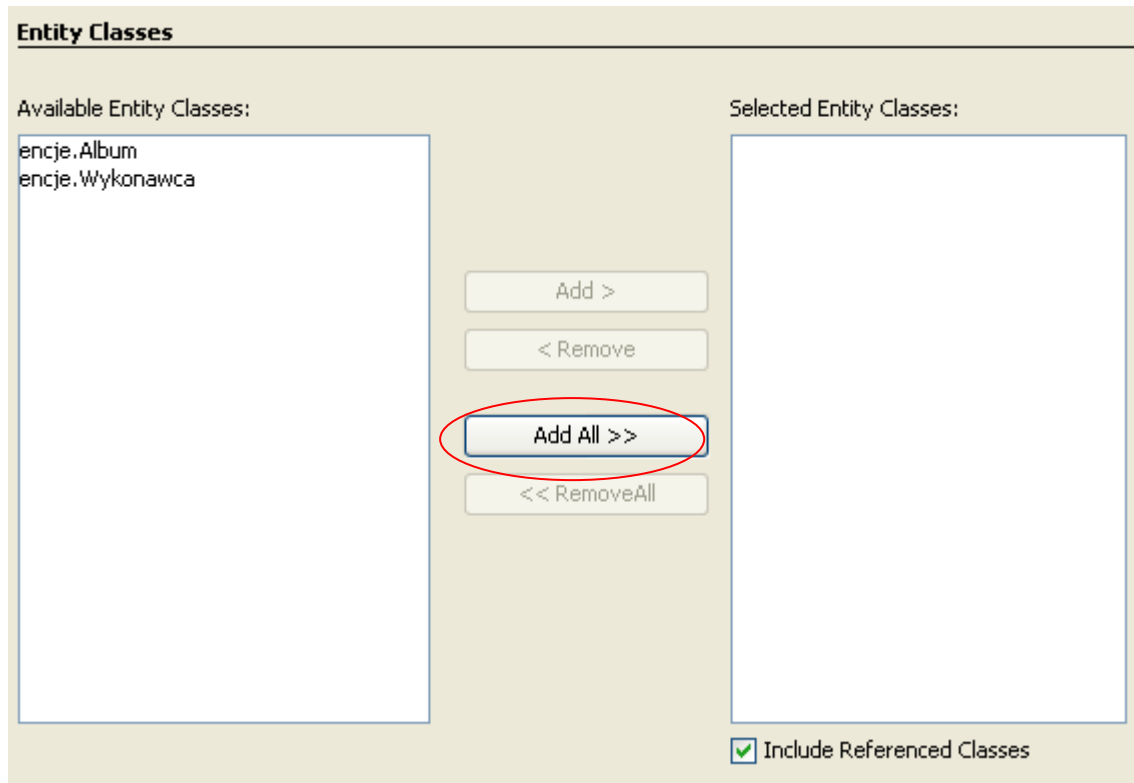 Entity Classes
Available Entity Classes:
Selected Entity Classes:
encje.Album
encje.Wykonawca
Add >
< Remove
Add All >>
<< RemoveAll
Include Referenced Classes